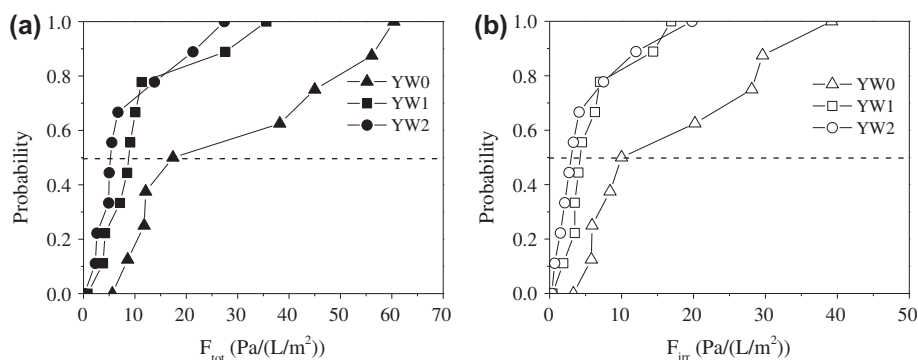 (a)
Probability
1.0
0.8
0.6
0.4
0.2
0.0
YW0
YW1
YW2
0 10 20 30 40 50 60 70
F_tot (Pa/(L/m²))
(b)
Probability
1.0
0.8
0.6
0.4
0.2
0.0
YW0
YW1
YW2
0 10 20 30 40 50
F_irr (Pa/(L/m²))